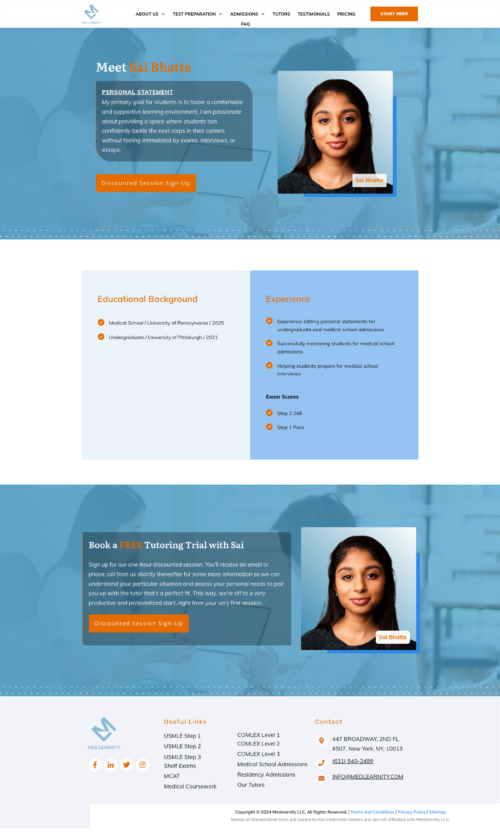 ABOUT US TEST PREPARATION ADMISSIONS TUTORS TESTIMONIALS PRICING
FAQ
START HERE
MED LEARNITY
Meet Sai Bhatte
PERSONAL STATEMENT
My primary goal for students is to foster a comfortable
and supportive learning environment. I am passionate
about providing a space where students can
confidently tackle the next steps in their careers
without feeling intimidated by exams, interviews, or
essays.
Discounted Session Sign-Up
Sai Bhatte
Educational Background
Medical School / University of Pennsylvania / 2025
Undergraduate / University of Pittsburgh / 2021
Experience
Experience editing personal statements for
undergraduate and medical school admissions
Successfully mentoring students for medical school
admissions
Helping students prepare for medical school
interviews
Exam Scores
Step 2 268
Step 1 Pass
Book a FREE Tutoring Trial with Sai
Sign up for our one-hour discounted session. You'll receive an email or
phone call from us shortly thereafter for some more information so we can
understand your particular situation and assess your personal needs to pair
you up with the tutor that's a perfect fit. This way, we're off to a very
productive and personalized start, right from your very first session.
Discounted Session Sign-Up
Sai Bhatte
MED LEARNITY
Useful Links
USMLE Step 1
USMLE Step 2
USMLE Step 3
Shelf Exams
MCAT
Medical Coursework
COMLEX Level 1
COMLEX Level 2
COMLEX Level 3
Medical School Admissions
Residency Admissions
Our Tutors
Contact
447 BROADWAY, 2ND FL
#507, New York, NY, 10013
(631) 540-2499
INFO@MEDLEARNITY.COM
Copyright © 2024 Medlearnity LLC. All Rights Reserved. | Terms and Conditions | Privacy Policy | Sitemap
Names of standardized tests are owned by the trademark holders and are not affiliated with Medlearnity LLC.